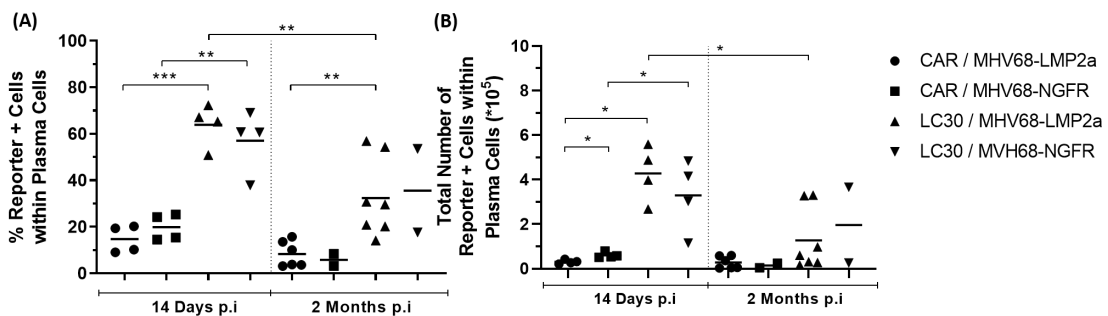 (A)
% Reporter + Cells
within Plasma Cells
100
80
60
40
20
0
***
**
**
**
14 Days p.i
2 Months p.i
(B)
Total Number of
Reporter + Cells within
Plasma Cells (*10^5)
10
8
6
4
2
0
*
*
*
*
14 Days p.i
2 Months p.i
CAR / MHV68-LMP2a
CAR / MHV68-NGFR
LC30 / MHV68-LMP2a
LC30 / MVH68-NGFR